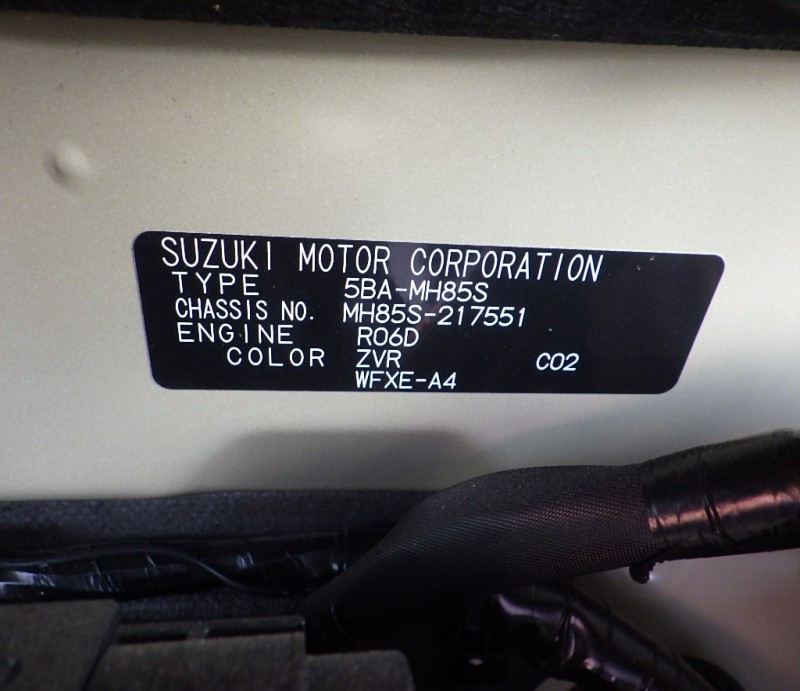 SUZUKI MOTOR CORPORATION
TYPE 5BA-MH85S
CHASSIS NO. MH85S-217551
ENGINE R06D
COLOR ZVR C02
WFXE-A4